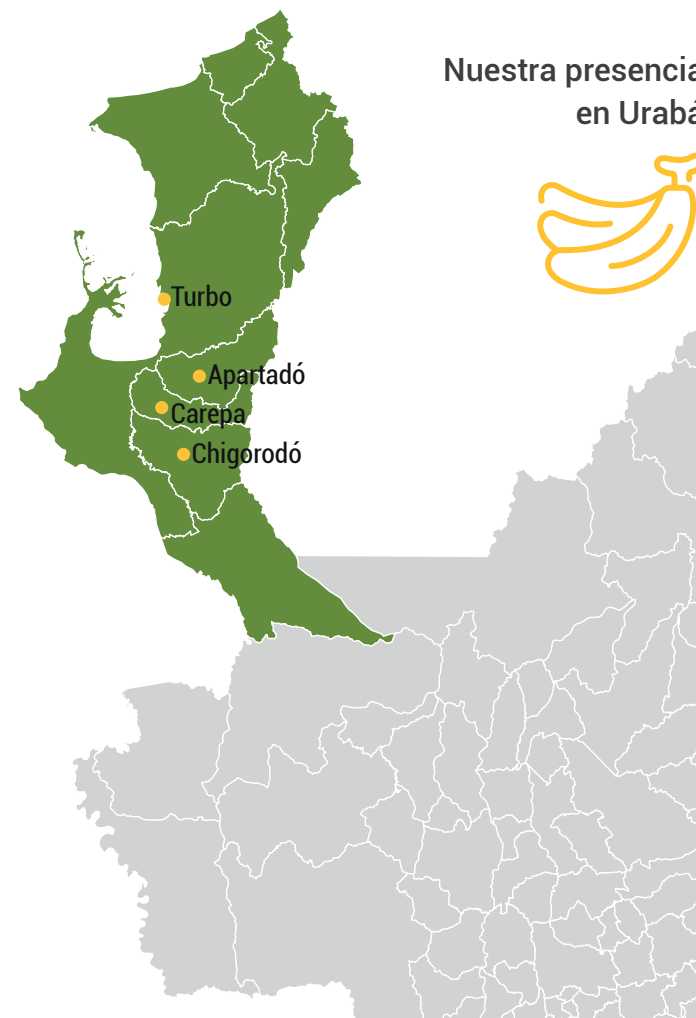 Nuestra presencia
en Urabá
Turbo
Apartadó
Carepa
Chigorodó